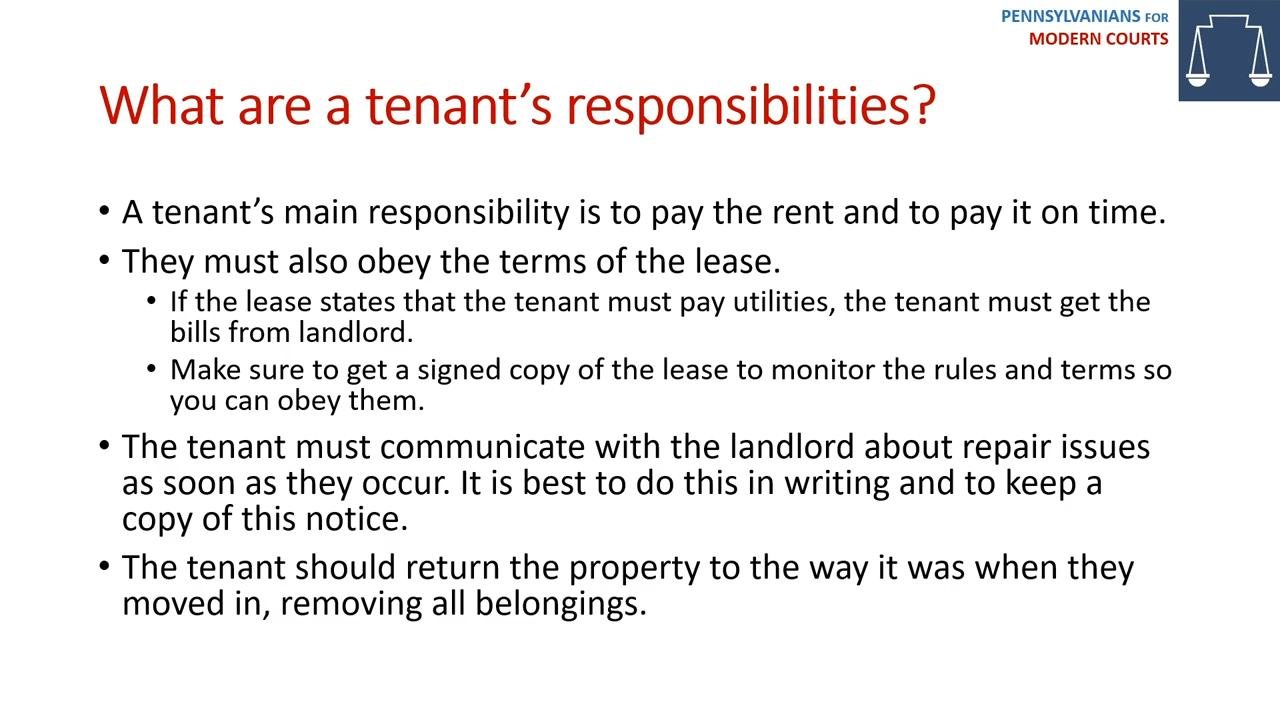 PENNSYLVANIANS FOR
MODERN COURTS
What are a tenant’s responsibilities?
• A tenant’s main responsibility is to pay the rent and to pay it on time.
• They must also obey the terms of the lease.
• If the lease states that the tenant must pay utilities, the tenant must get the
bills from landlord.
• Make sure to get a signed copy of the lease to monitor the rules and terms so
you can obey them.
• The tenant must communicate with the landlord about repair issues
as soon as they occur. It is best to do this in writing and to keep a
copy of this notice.
• The tenant should return the property to the way it was when they
moved in, removing all belongings.